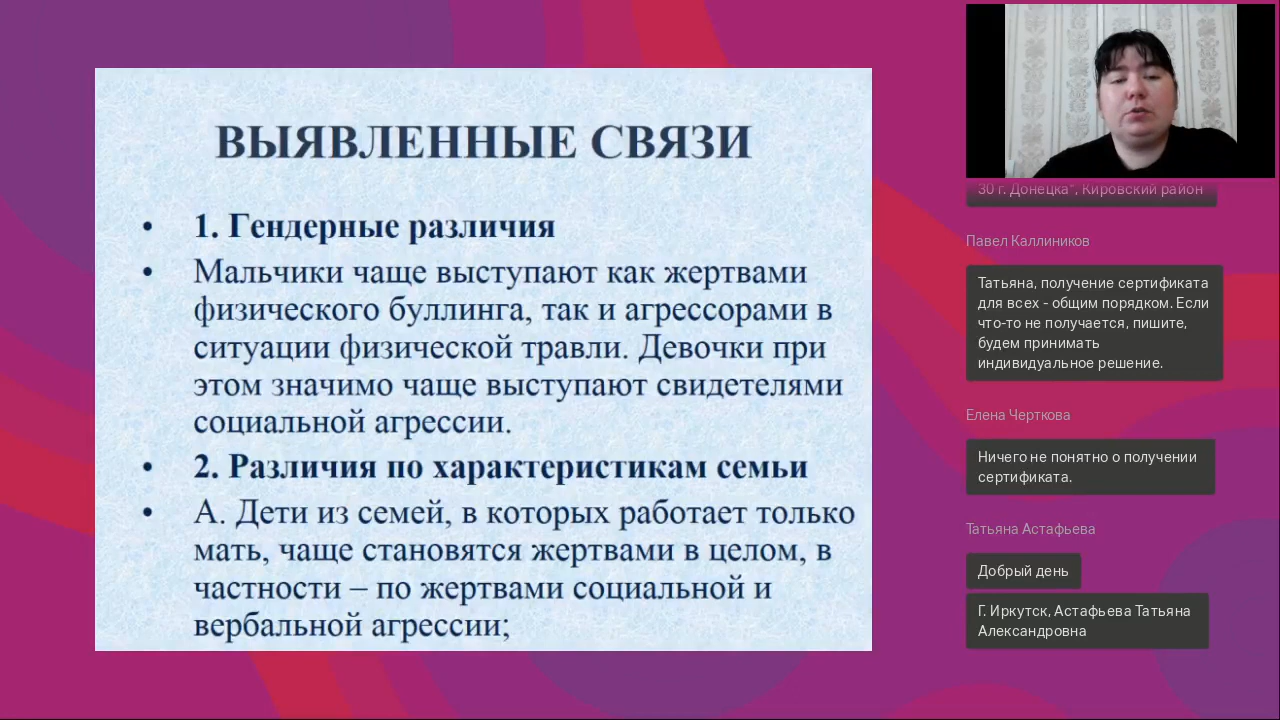 ВЫЯВЛЕННЫЕ СВЯЗИ
• 1. Гендерные различия
• Мальчики чаще выступают как жертвами
физического буллинга, так и агрессорами в
ситуации физической травли. Девочки при
этом значимо чаще выступают свидетелями
социальной агрессии.
• 2. Различия по характеристикам семьи
• А. Дети из семей, в которых работает только
мать, чаще становятся жертвами в целом, в
частности – по жертвами социальной и
вербальной агрессии;
30 г. Донецка", Кировский район
Павел Каллиников
Татьяна, получение сертификата
для всех - общим порядком. Если
что-то не получается, пишите,
будем принимать
индивидуальное решение.
Елена Черткова
Ничего не понятно о получении
сертификата.
Татьяна Астафьева
Добрый день
Г. Иркутск, Астафьева Татьяна
Александровна